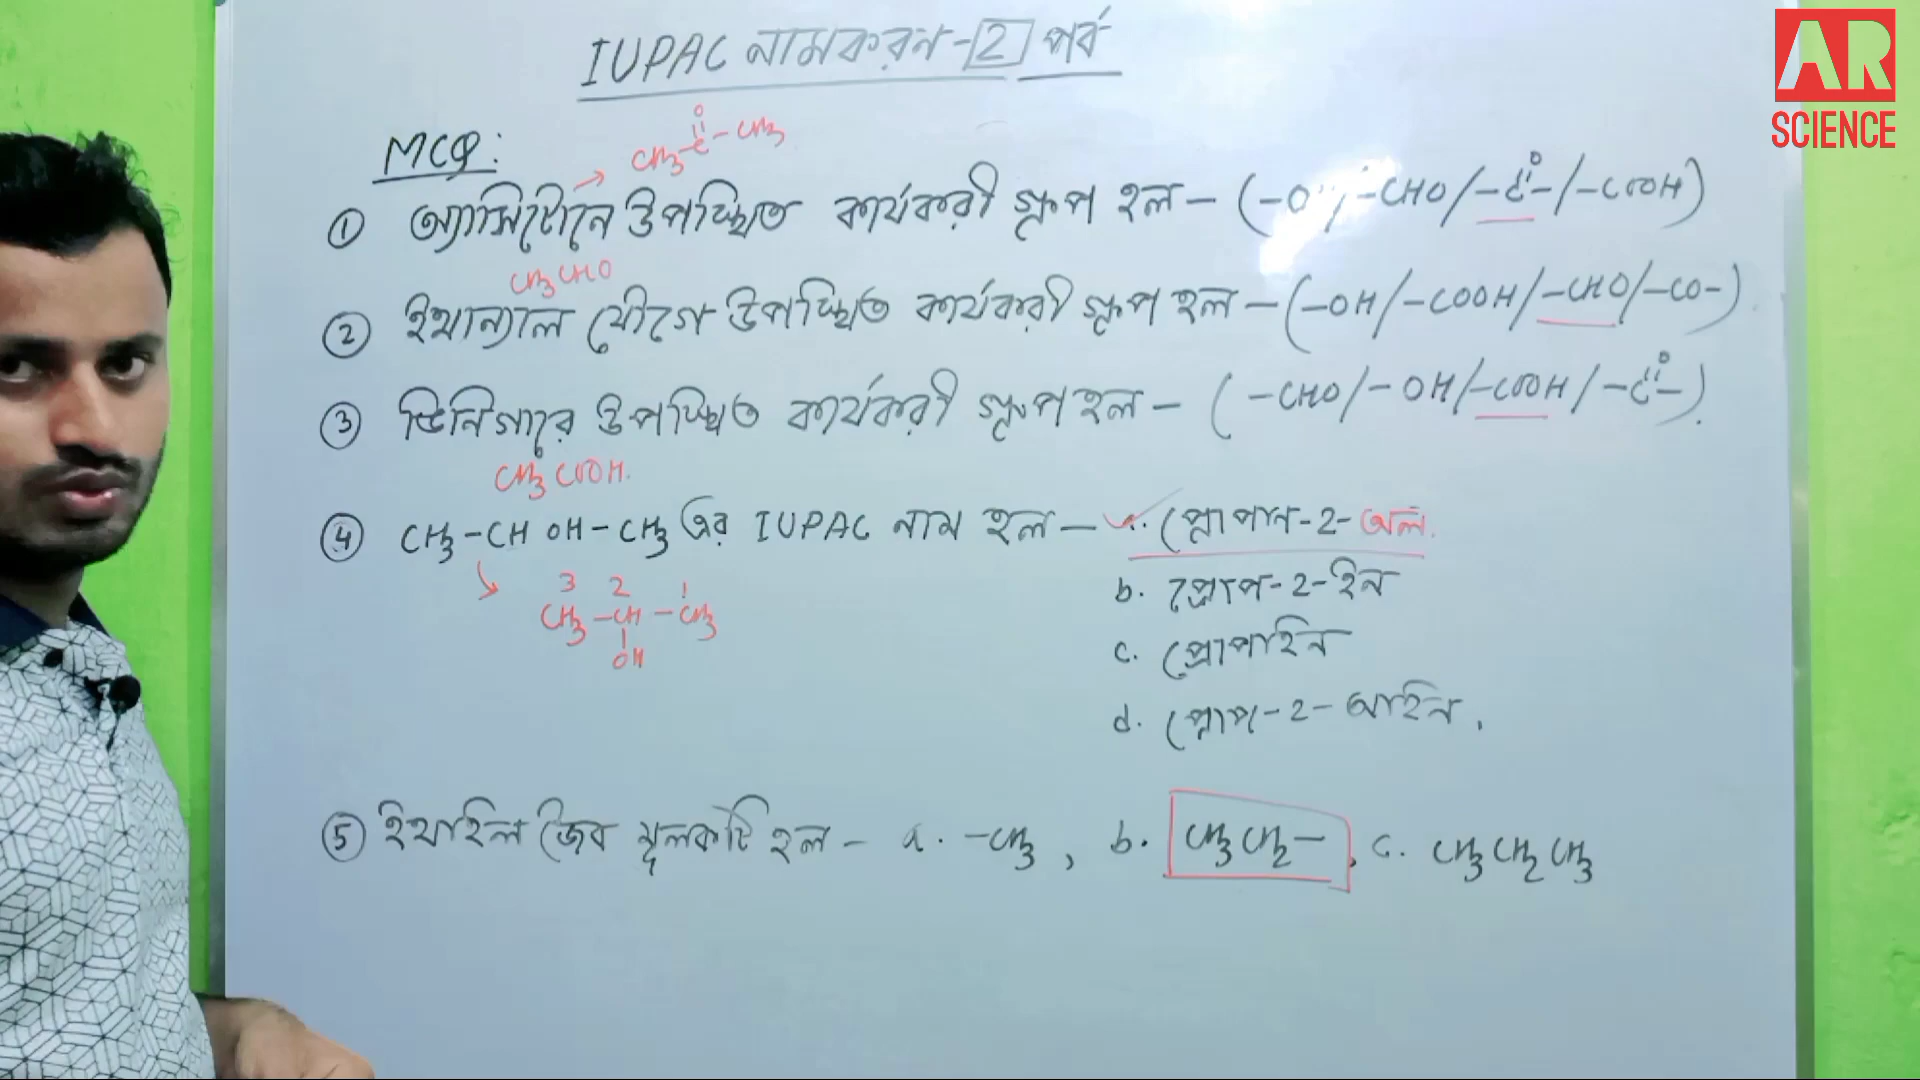 IUPAC নামকরন-2 পর্ব
AR
SCIENCE
MCQ:
CH3-C-CH3
O
① অ্যাসিটোনে উপস্থিত কার্যকরী গ্রুপ হল - ( /-CHO/-C-/-COOH)
O
CH3CHO
② ইথান্যাল যৌগে উপস্থিত কার্যকরী গ্রুপ হল - (-OH/-COOH/-CHO/-CO-)
③ ভিনিগারে উপস্থিত কার্যকরী গ্রুপ হল - (-CHO/-OH/-COOH/-C-).
O
CH3COOH.
④ CH3-CH OH-CH3 এর IUPAC নাম হল - প্রোপান-2-অল.
3 2 1
CH3-CH-CH3
OH
b. প্রোপ-2-ইন
c. প্রোপাইন
d. প্রোপ-2-আইন.
⑤ ইথাইল জৈব মূলকটি হল - a. -CH3, b. CH3CH2-, c. CH3CH2CH3